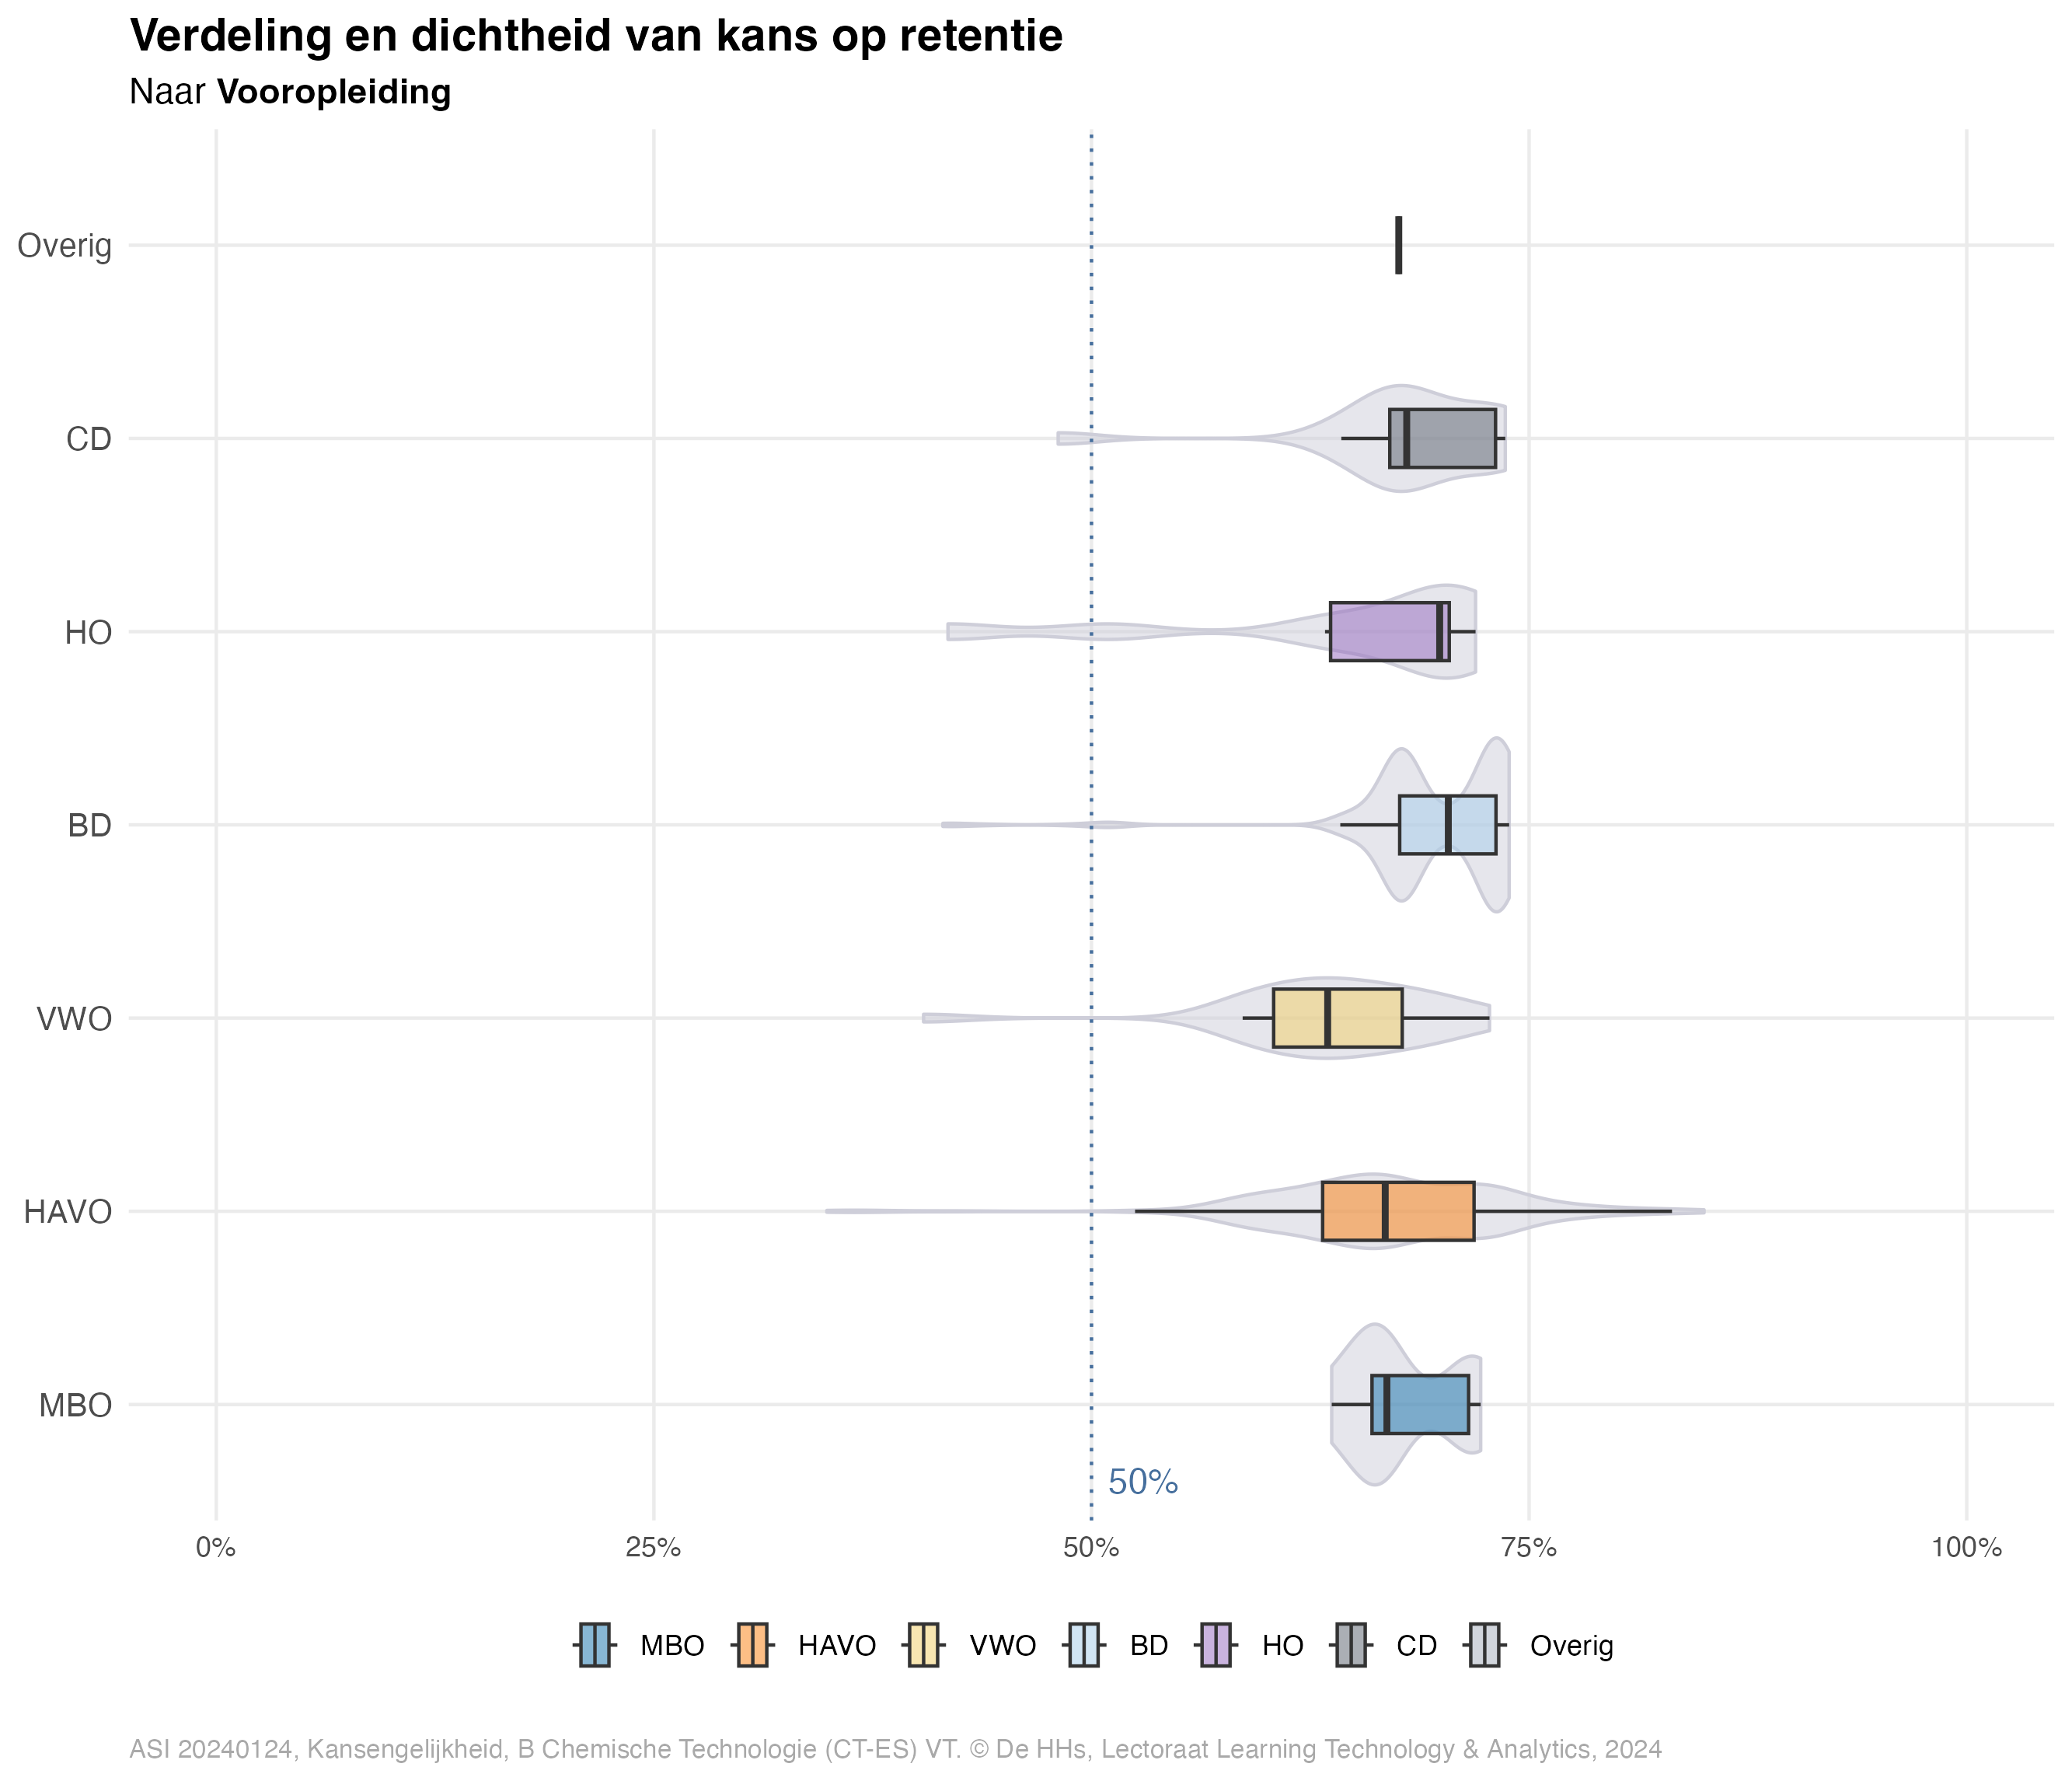 Verdeling en dichtheid van kans op retentie
Naar Vooropleiding
Overig
CD
HO
BD
VWO
HAVO
MBO
50%
0% 25% 50% 75% 100%
MBO HAVO VWO BD HO CD Overig
ASI 20240124, Kansengelijkheid, B Chemische Technologie (CT-ES) VT. © De HHs, Lectoraat Learning Technology & Analytics, 2024